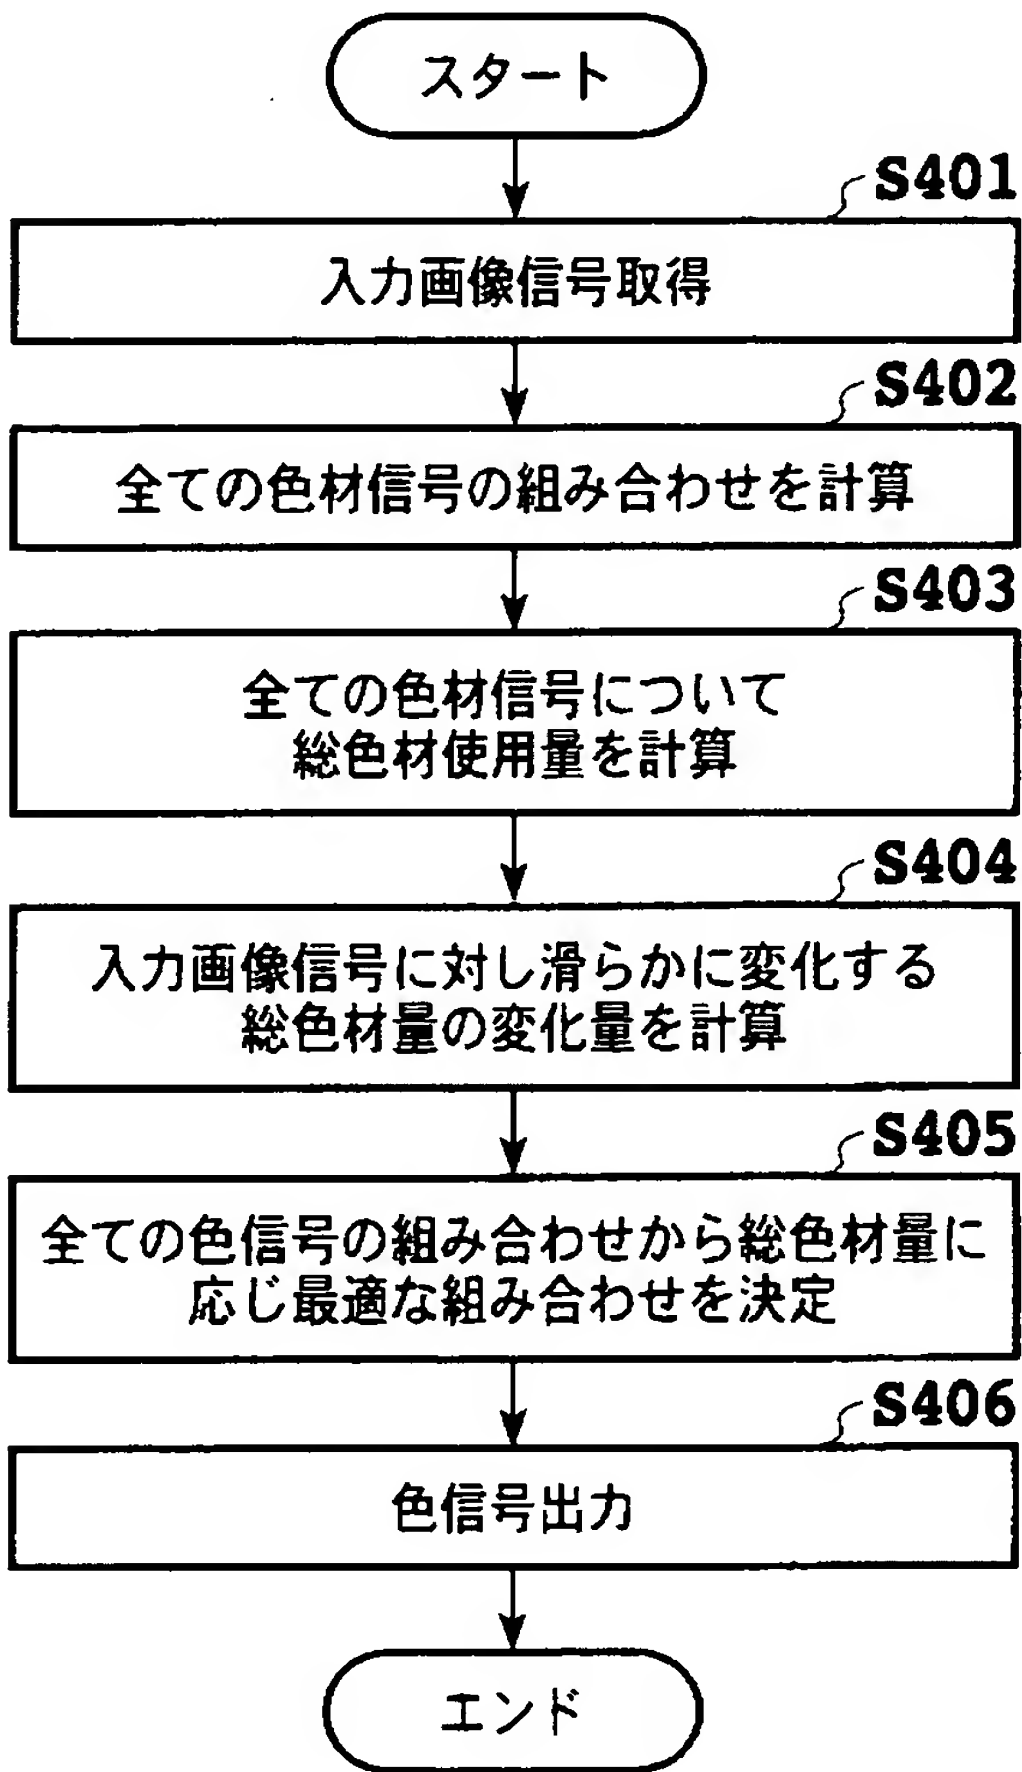 スタート
S401
入力画像信号取得
S402
全ての色材信号の組み合わせを計算
S403
全ての色材信号について
総色材使用量を計算
S404
入力画像信号に対し滑らかに変化する
総色材量の変化量を計算
S405
全ての色信号の組み合わせから総色材量に
応じ最適な組み合わせを決定
S406
色信号出力
エンド